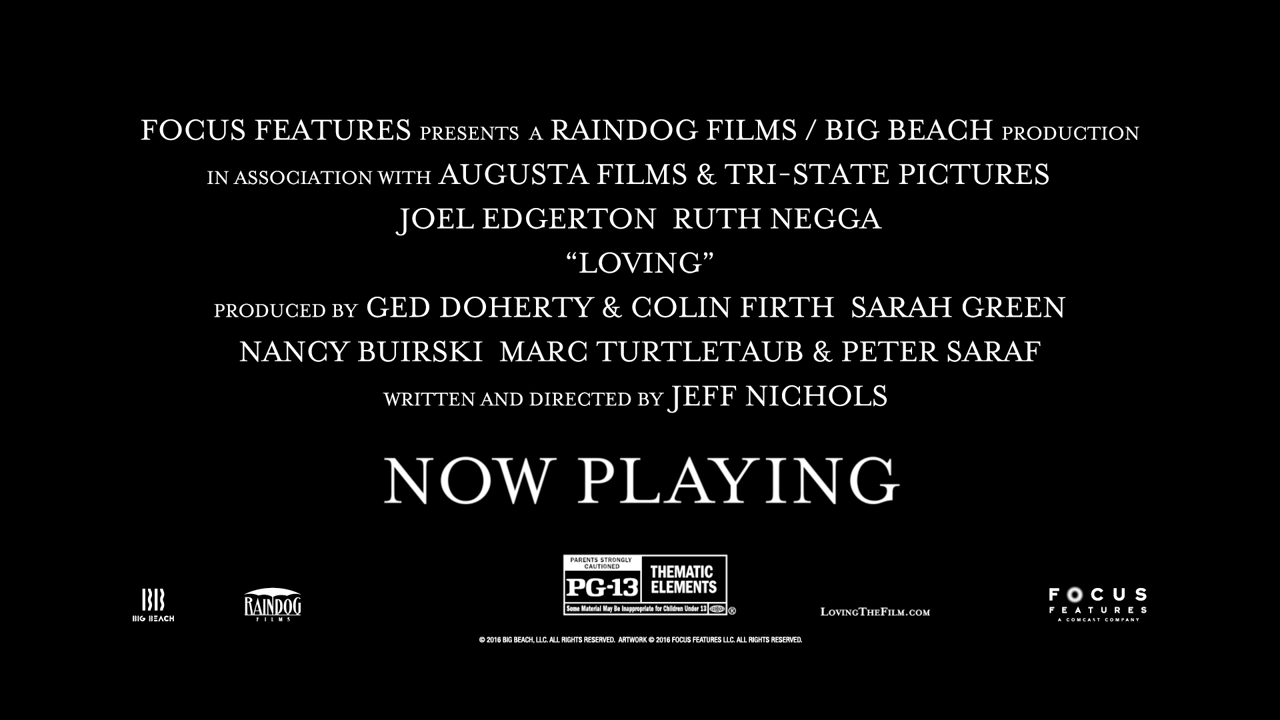 FOCUS FEATURES PRESENTS A RAINDOG FILMS / BIG BEACH PRODUCTION
IN ASSOCIATION WITH AUGUSTA FILMS & TRI-STATE PICTURES
JOEL EDGERTON RUTH NEGGA
“LOVING”
PRODUCED BY GED DOHERTY & COLIN FIRTH SARAH GREEN
NANCY BUIRSKI MARC TURTLETAUB & PETER SARAF
WRITTEN AND DIRECTED BY JEFF NICHOLS
NOW PLAYING
PARENTS STRONGLY
CAUTIONED
PG-13
THEMATIC
ELEMENTS
Some Material May Be Inappropriate for Children Under 13 ®
BIG BEACH
RAINDOG
FILMS
LOVINGTHEFILM.COM
FOCUS
FEATURES
A COMCAST COMPANY
© 2016 BIG BEACH, LLC. ALL RIGHTS RESERVED. ARTWORK © 2016 FOCUS FEATURES LLC. ALL RIGHTS RESERVED.